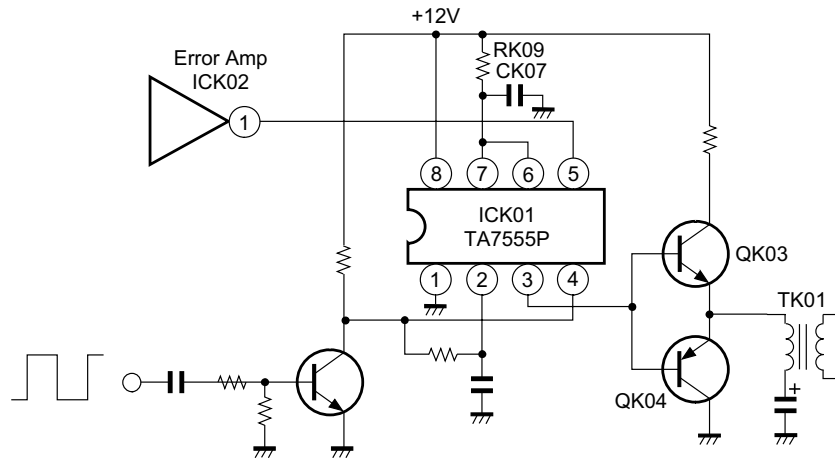 +12V
Error Amp
ICK02
RK09
CK07
1
8
7
6
5
ICK01
TA7555P
1
2
3
4
QK03
TK01
QK04
+